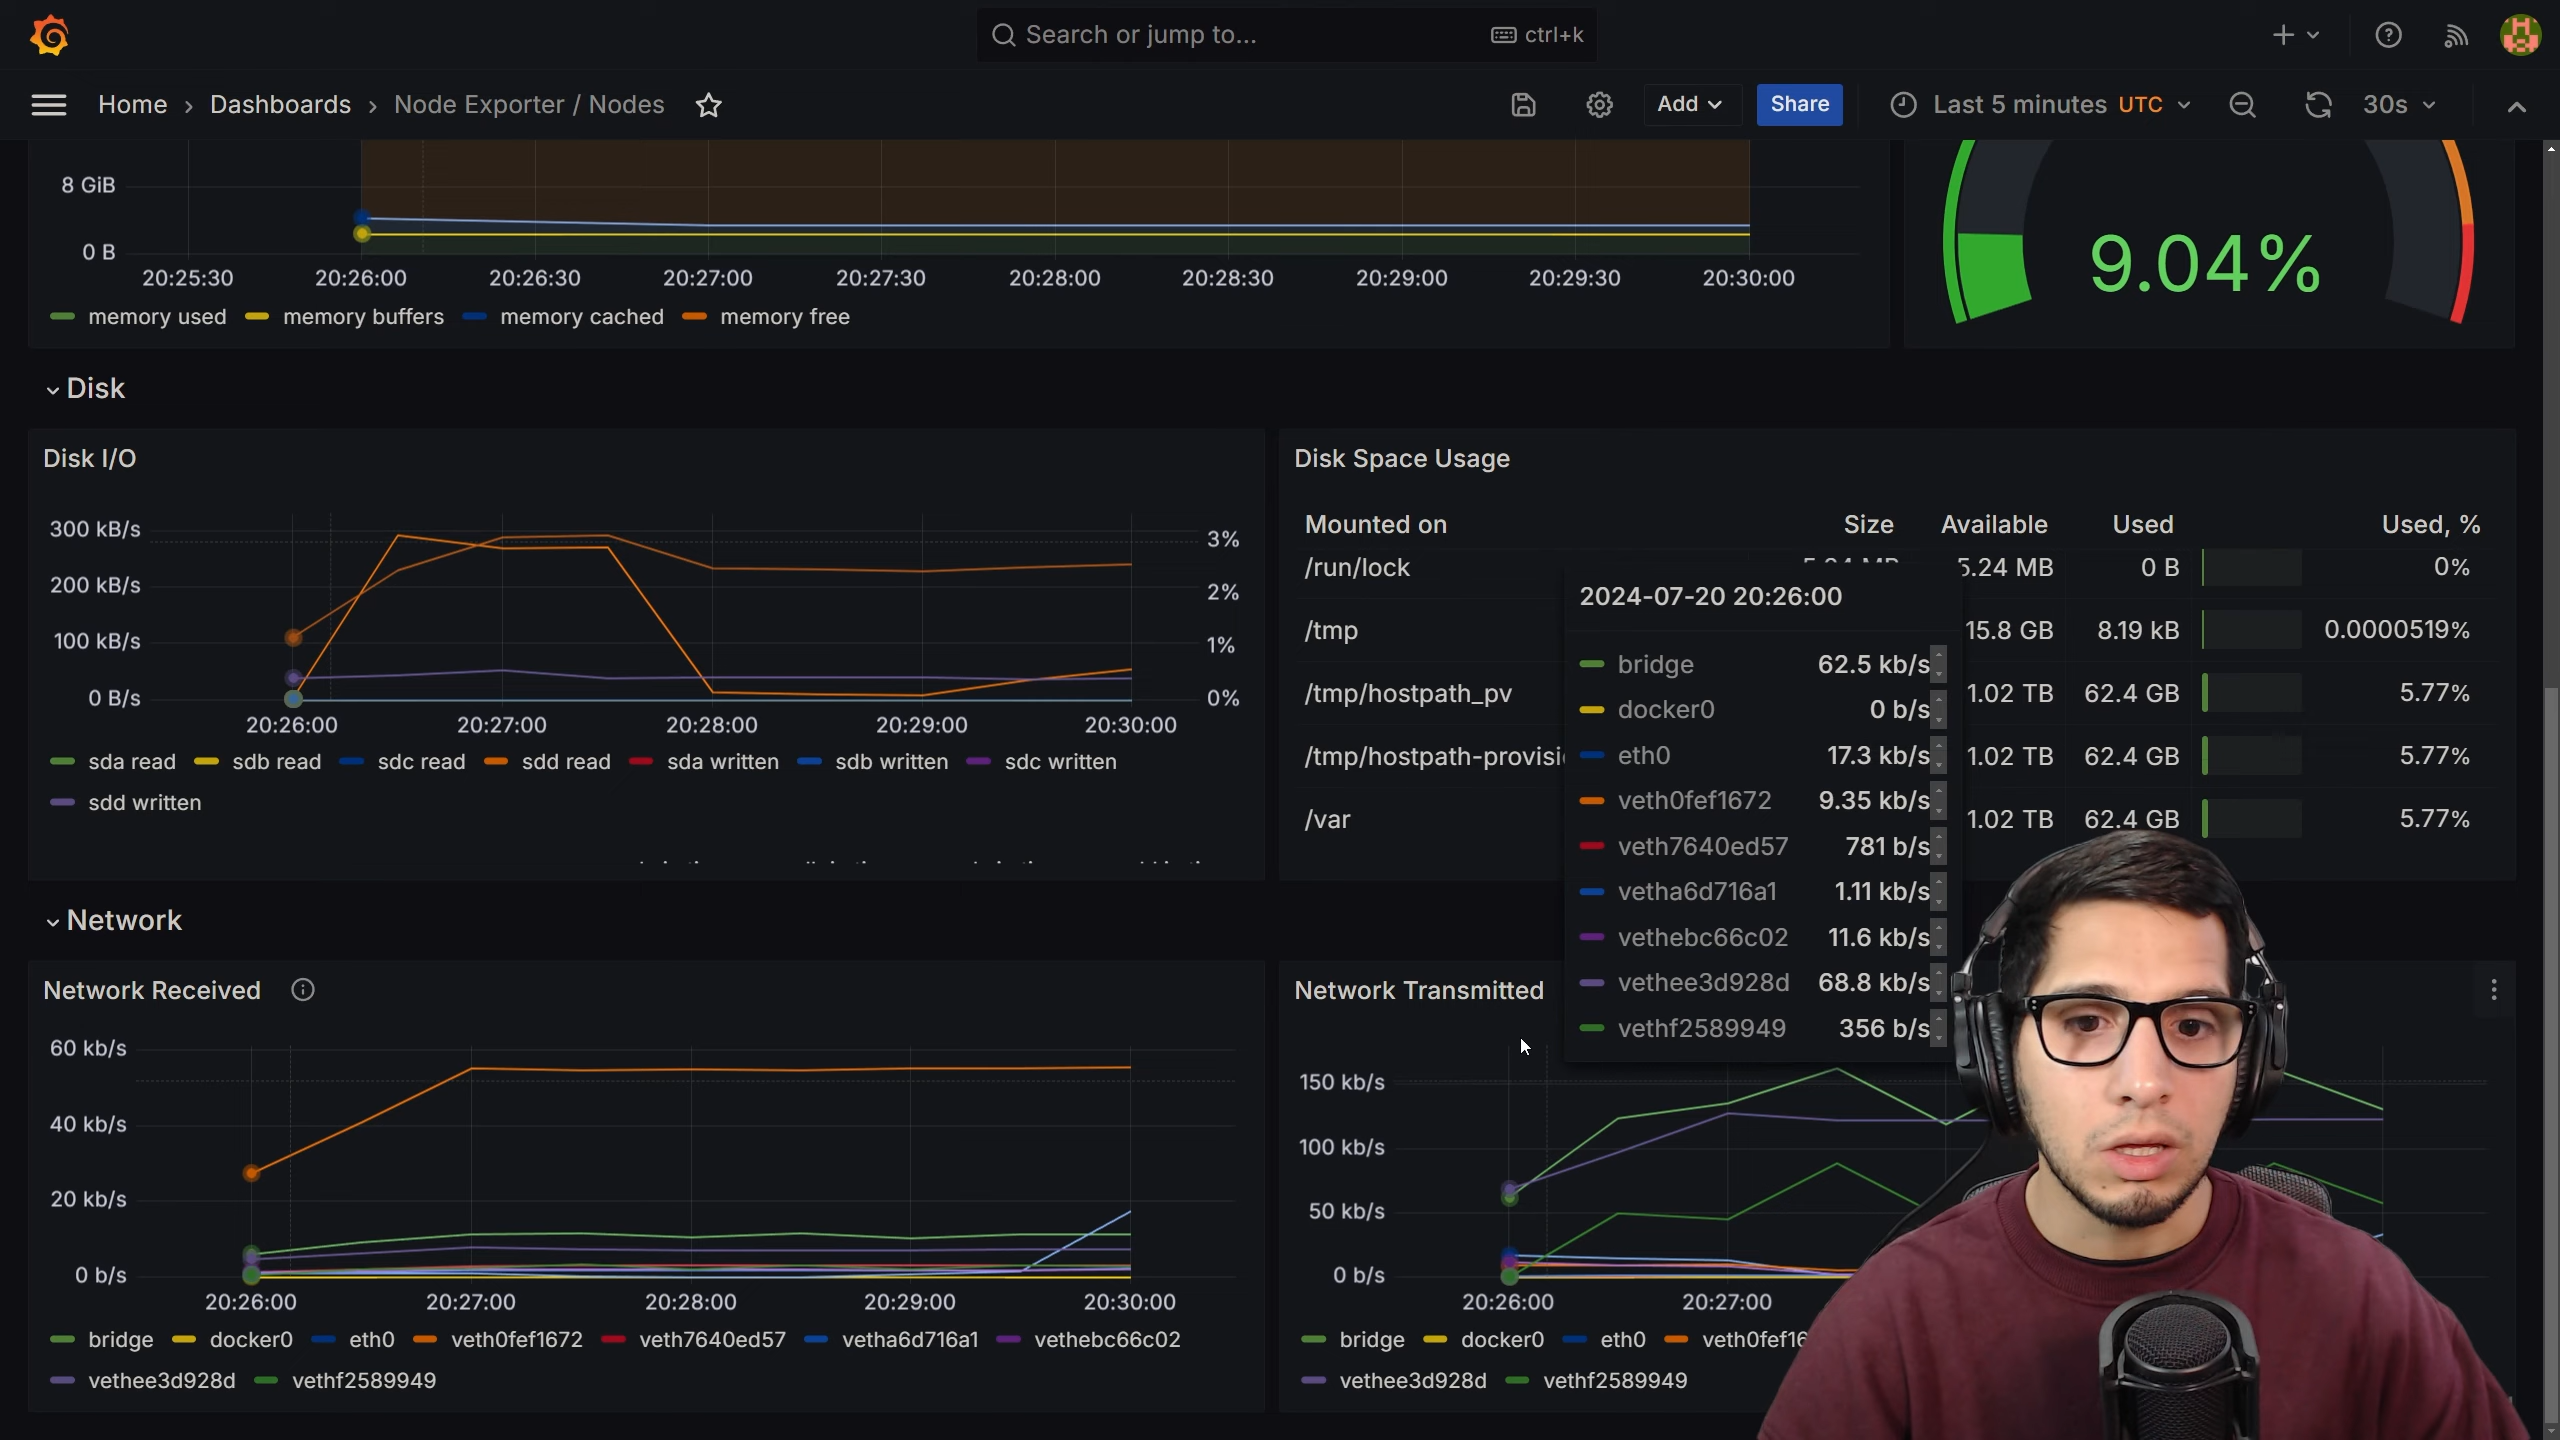 Search or jump to...
ctrl+k
Home › Dashboards › Node Exporter / Nodes
Add
Share
Last 5 minutes UTC
30s
8 GiB
0 B
20:25:30 20:26:00 20:26:30 20:27:00 20:27:30 20:28:00 20:28:30 20:29:00 20:29:30 20:30:00
memory used memory buffers memory cached memory free
9.04%
Disk
Disk I/O
300 kB/s
200 kB/s
100 kB/s
0 B/s
3%
2%
1%
0%
20:26:00 20:27:00 20:28:00 20:29:00 20:30:00
sda read sdb read sdc read sdd read sda written sdb written sdc written
sdd written
Disk Space Usage
Mounted on Size Available Used Used, %
/run/lock 5.24 MB 0 B 0%
/tmp 15.8 GB 8.19 kB 0.0000519%
/tmp/hostpath_pv 1.02 TB 62.4 GB 5.77%
/tmp/hostpath-provisi 1.02 TB 62.4 GB 5.77%
/var 1.02 TB 62.4 GB 5.77%
2024-07-20 20:26:00
bridge 62.5 kb/s
docker0 0 b/s
eth0 17.3 kb/s
veth0fef1672 9.35 kb/s
veth7640ed57 781 b/s
vetha6d716a1 1.11 kb/s
vethebc66c02 11.6 kb/s
vethee3d928d 68.8 kb/s
vethf2589949 356 b/s
Network
Network Received
60 kb/s
40 kb/s
20 kb/s
0 b/s
20:26:00 20:27:00 20:28:00 20:29:00 20:30:00
bridge docker0 eth0 veth0fef1672 veth7640ed57 vetha6d716a1 vethebc66c02
vethee3d928d vethf2589949
Network Transmitted
150 kb/s
100 kb/s
50 kb/s
0 b/s
20:26:00 20:27:00
bridge docker0 eth0 veth0fef16
vethee3d928d vethf2589949